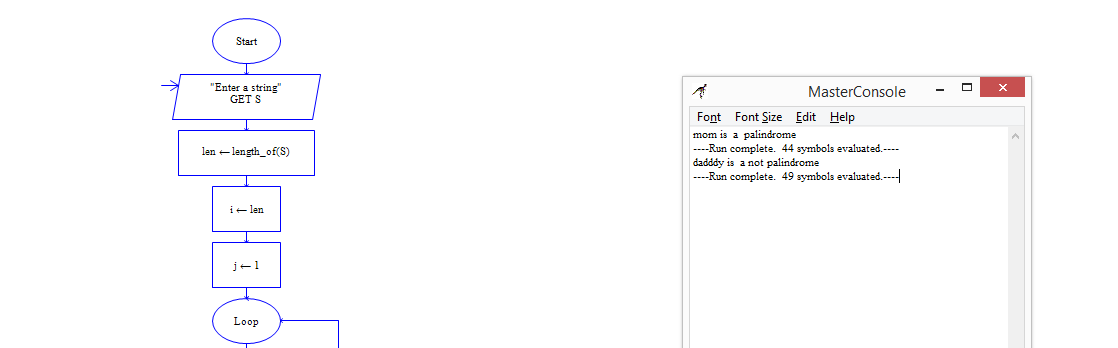 Start
"Enter a string"
GET S
len ← length_of(S)
i ← len
j ← 1
Loop
MasterConsole
Font Font Size Edit Help
mom is a palindrome
----Run complete. 44 symbols evaluated.----
dadddy is a not palindrome
----Run complete. 49 symbols evaluated.----